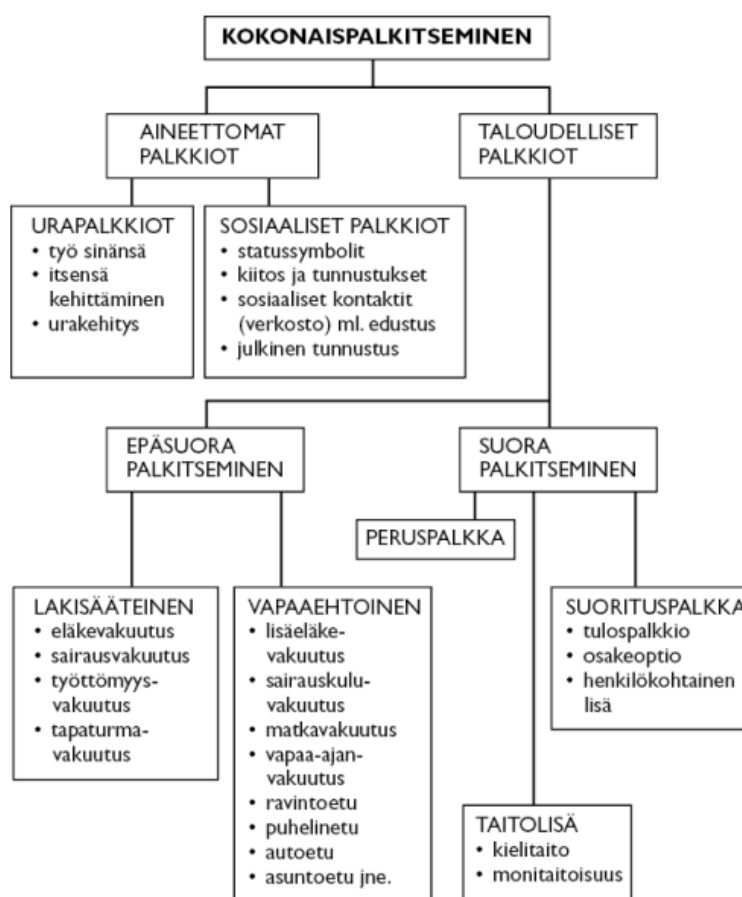 KOKONAISPALKITSEMINEN
AINEETTOMAT
PALKKIOT
TALOUDELLISET
PALKKIOT
URAPALKKIOT
• työ sinänsä
• itsensä
kehittäminen
• urakehitys
SOSIAALISET PALKKIOT
• statussymbolit
• kiitos ja tunnustukset
• sosiaaliset kontaktit
(verkosto) ml. edustus
• julkinen tunnustus
EPÄSUORA
PALKITSEMINEN
SUORA
PALKITSEMINEN
PERUSPALKKA
LAKISÄÄTEINEN
• eläkevakuutus
• sairausvakuutus
• työttömyys-
vakuutus
• tapaturma-
vakuutus
VAPAAEHTOINEN
• lisäeläke-
vakuutus
• sairauskulu-
vakuutus
• matkavakuutus
• vapaa-ajan-
vakuutus
• ravintoetu
• puhelinetu
• autoetu
• asuntoetu jne.
SUORITUSPALKKA
• tulospalkkio
• osakeoptio
• henkilökohtainen
lisä
TAITOLISÄ
• kielitaito
• monitaitoisuus